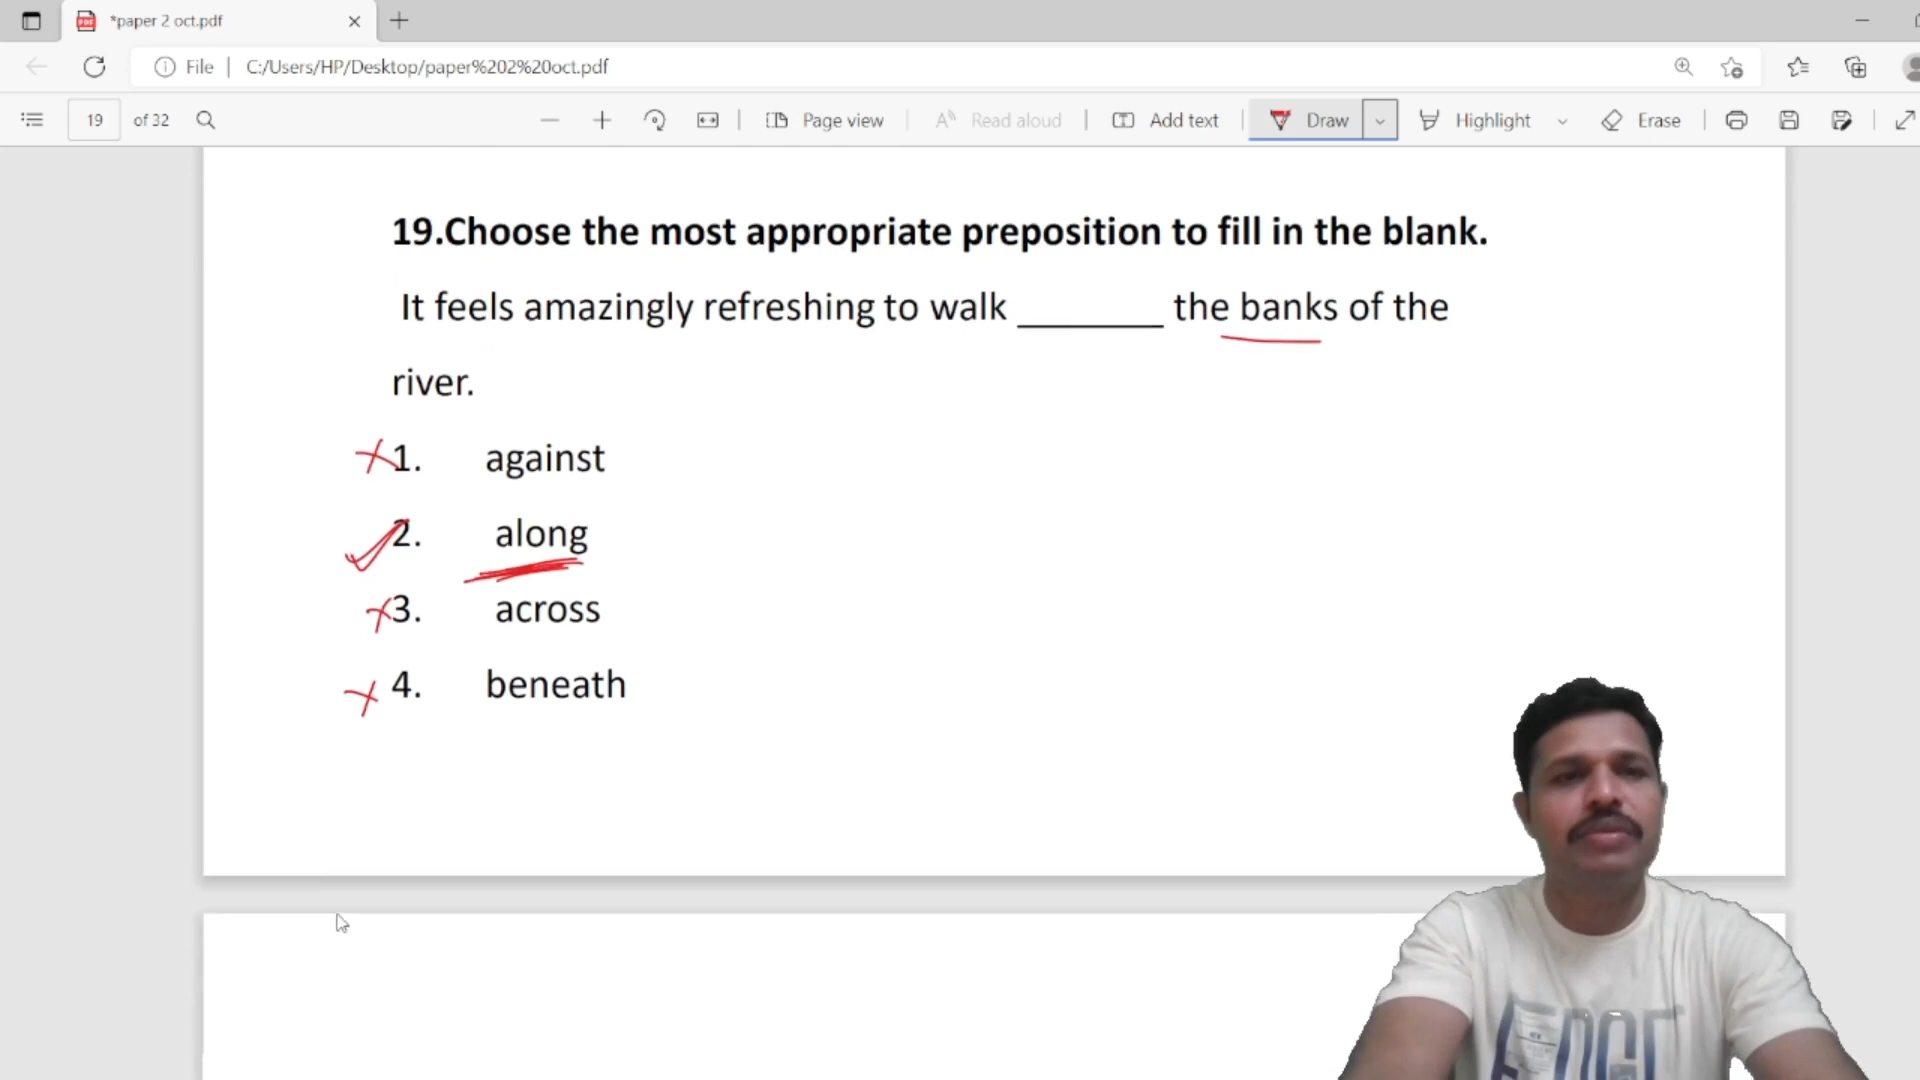 *paper 2 oct.pdf
File | C:/Users/HP/Desktop/paper%202%20oct.pdf
19 of 32 Page view Read aloud Add text Draw Highlight Erase
19.Choose the most appropriate preposition to fill in the blank.
It feels amazingly refreshing to walk _______ the banks of the
river.
1. against
2. along
3. across
4. beneath